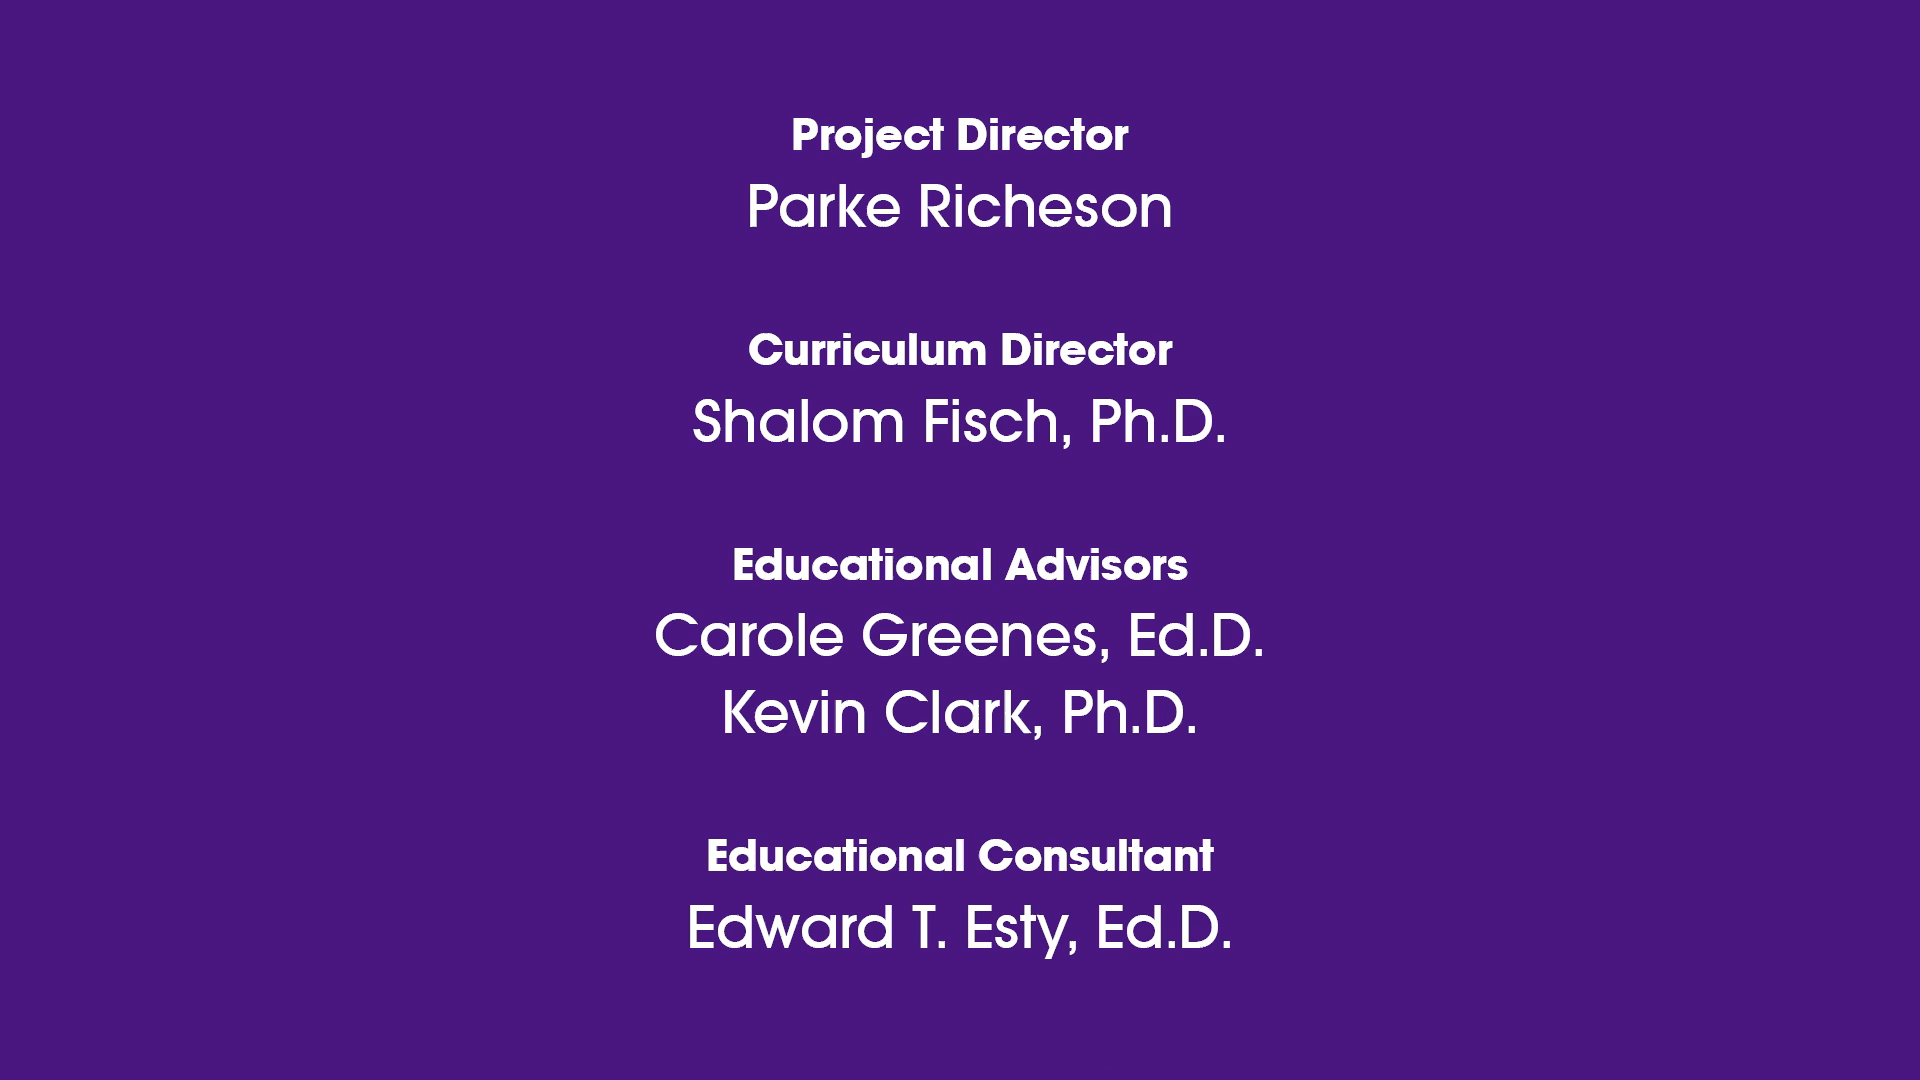 Project Director
Parke Richeson
Curriculum Director
Shalom Fisch, Ph.D.
Educational Advisors
Carole Greenes, Ed.D.
Kevin Clark, Ph.D.
Educational Consultant
Edward T. Esty, Ed.D.